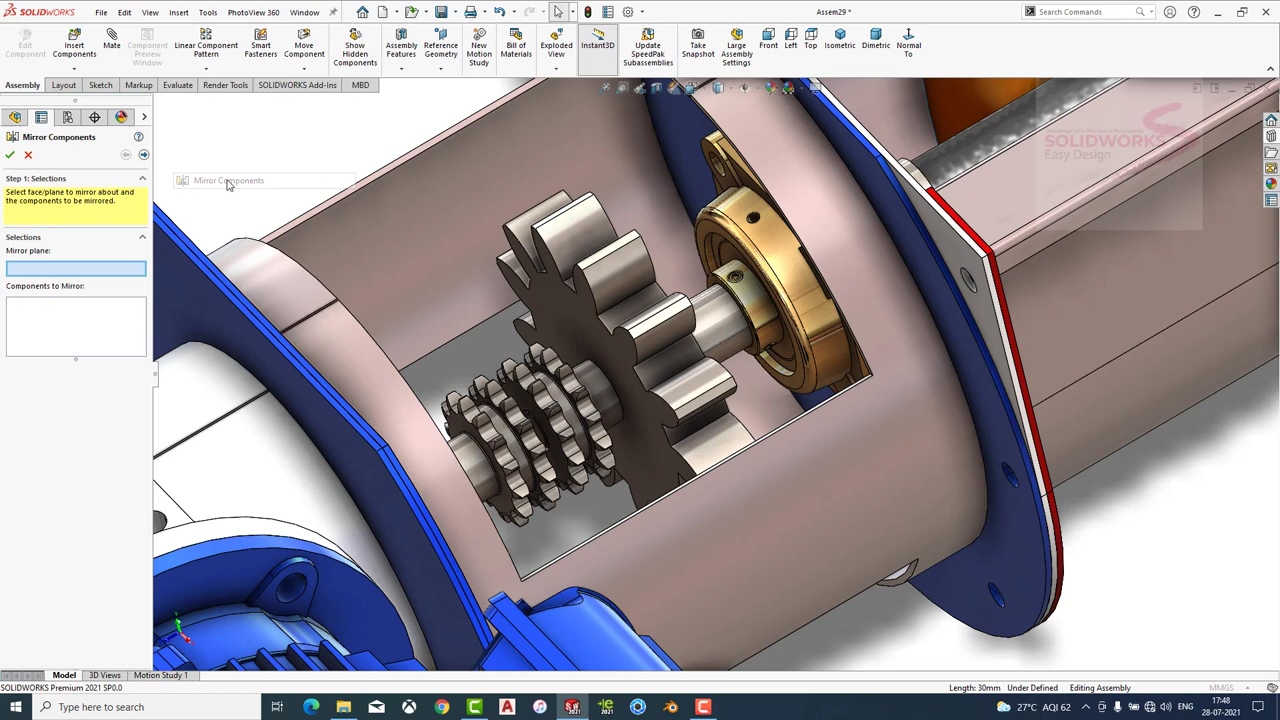 SOLIDWORKS
File Edit View Insert Tools PhotoView 360 Window
Assem29 *
Search Commands
Edit Component
Insert Components
Mate
Component Preview Window
Linear Component Pattern
Smart Fasteners
Move Component
Show Hidden Components
Assembly Features
Reference Geometry
New Motion Study
Bill of Materials
Exploded View
Instant3D
Update SpeedPak Subassemblies
Take Snapshot
Large Assembly Settings
Front
Left
Top
Isometric
Dimetric
Normal To
Assembly Layout Sketch Markup Evaluate Render Tools SOLIDWORKS Add-Ins MBD
Mirror Components
Step 1: Selections
Select face/plane to mirror about and
the components to be mirrored.
Selections
Mirror plane:
Components to Mirror:
Mirror Components
SOLIDWORKS
Easy Design
Model 3D Views Motion Study 1
SOLIDWORKS Premium 2021 SP0.0
Length: 30mm Under Defined Editing Assembly
MMGS
Type here to search
27°C AQI 62
ENG
17:48
28-07-2021